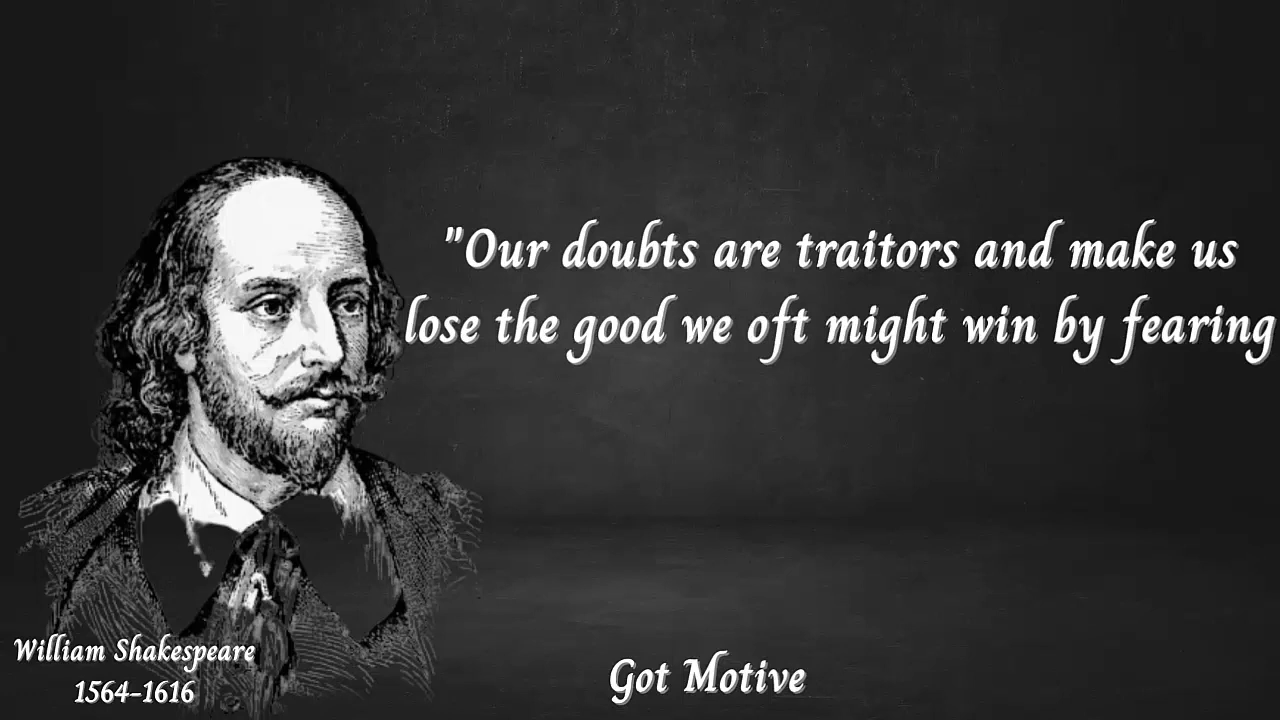 "Our doubts are traitors and make us
lose the good we oft might win by fearing
William Shakespeare
1564-1616
Got Motive